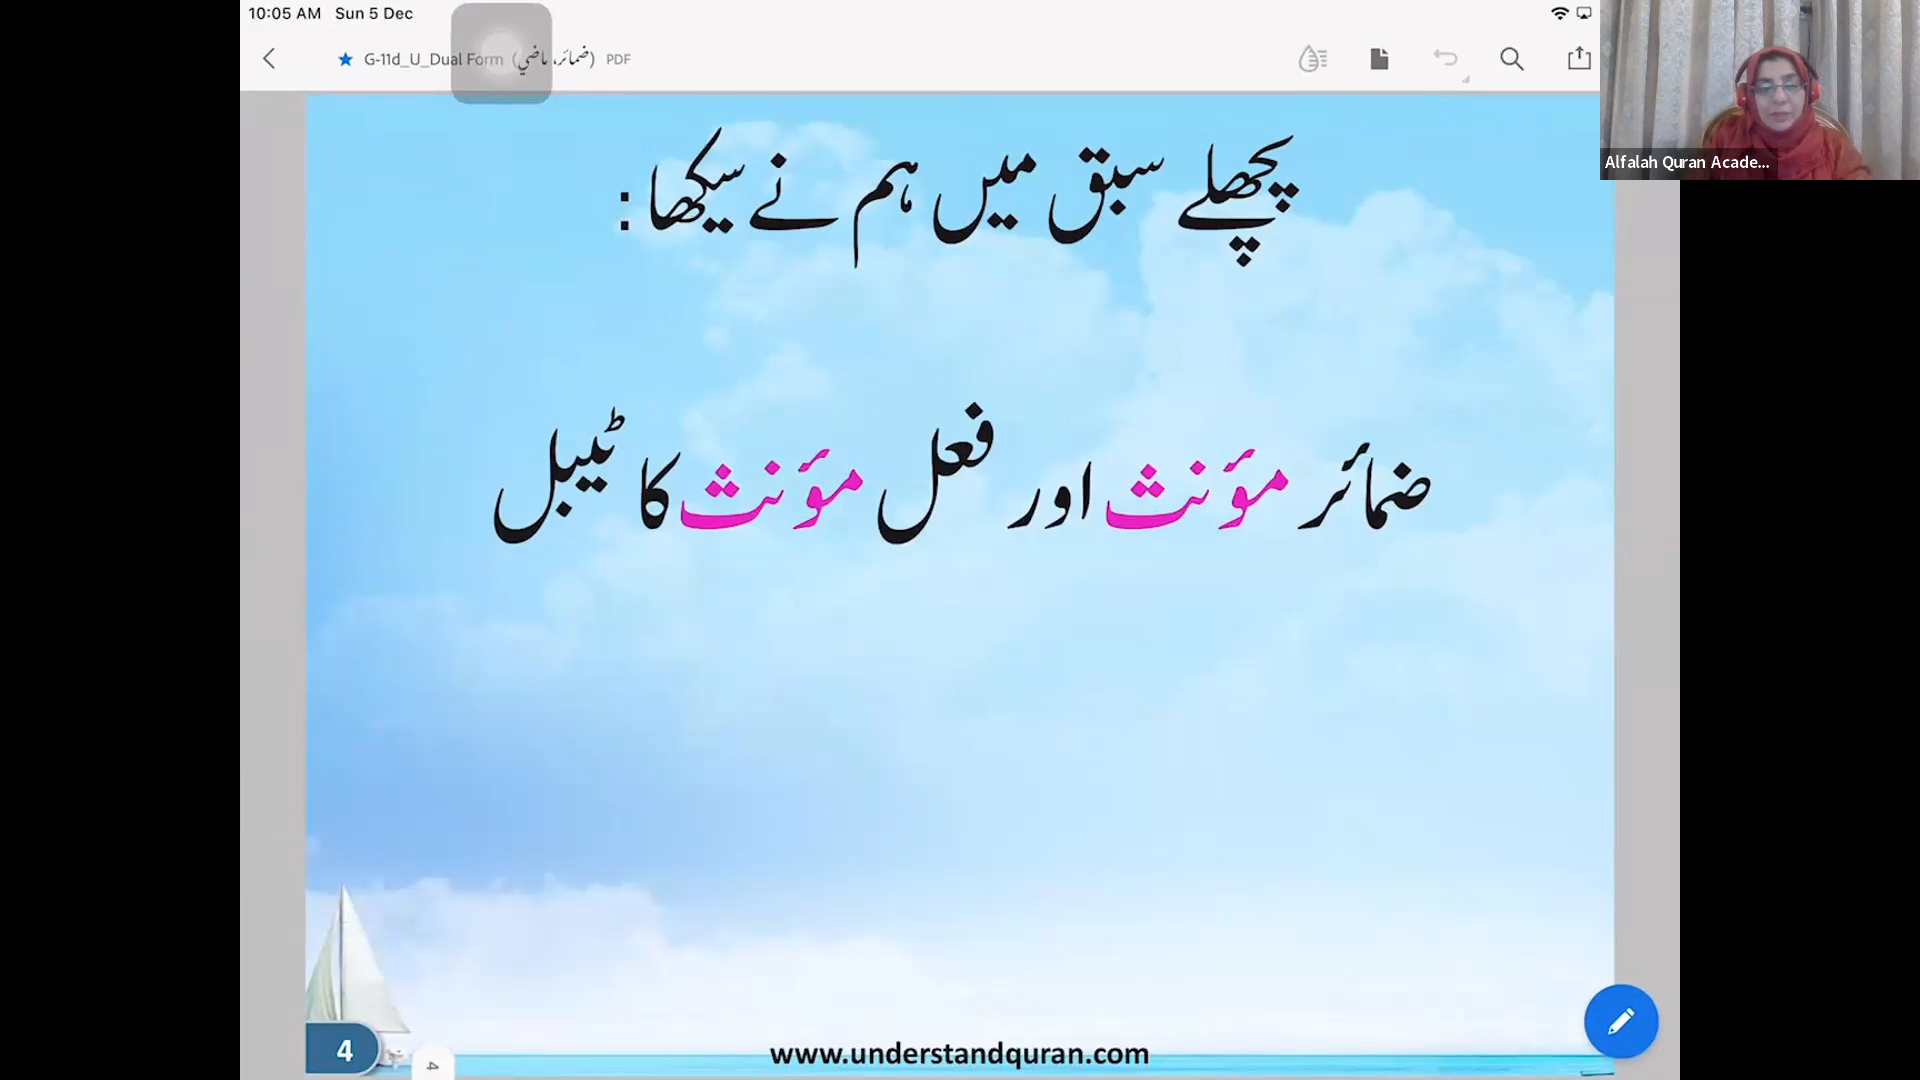 10:05 AM Sun 5 Dec
G-11d_U_Dual Form (ضمائر، ماضي) PDF
Alfalah Quran Acade...
پچھلے سبق میں ہم نے سیکھا :
ضمائر مؤنث اور فعل مؤنث کا ٹیبل
4
4
www.understandquran.com